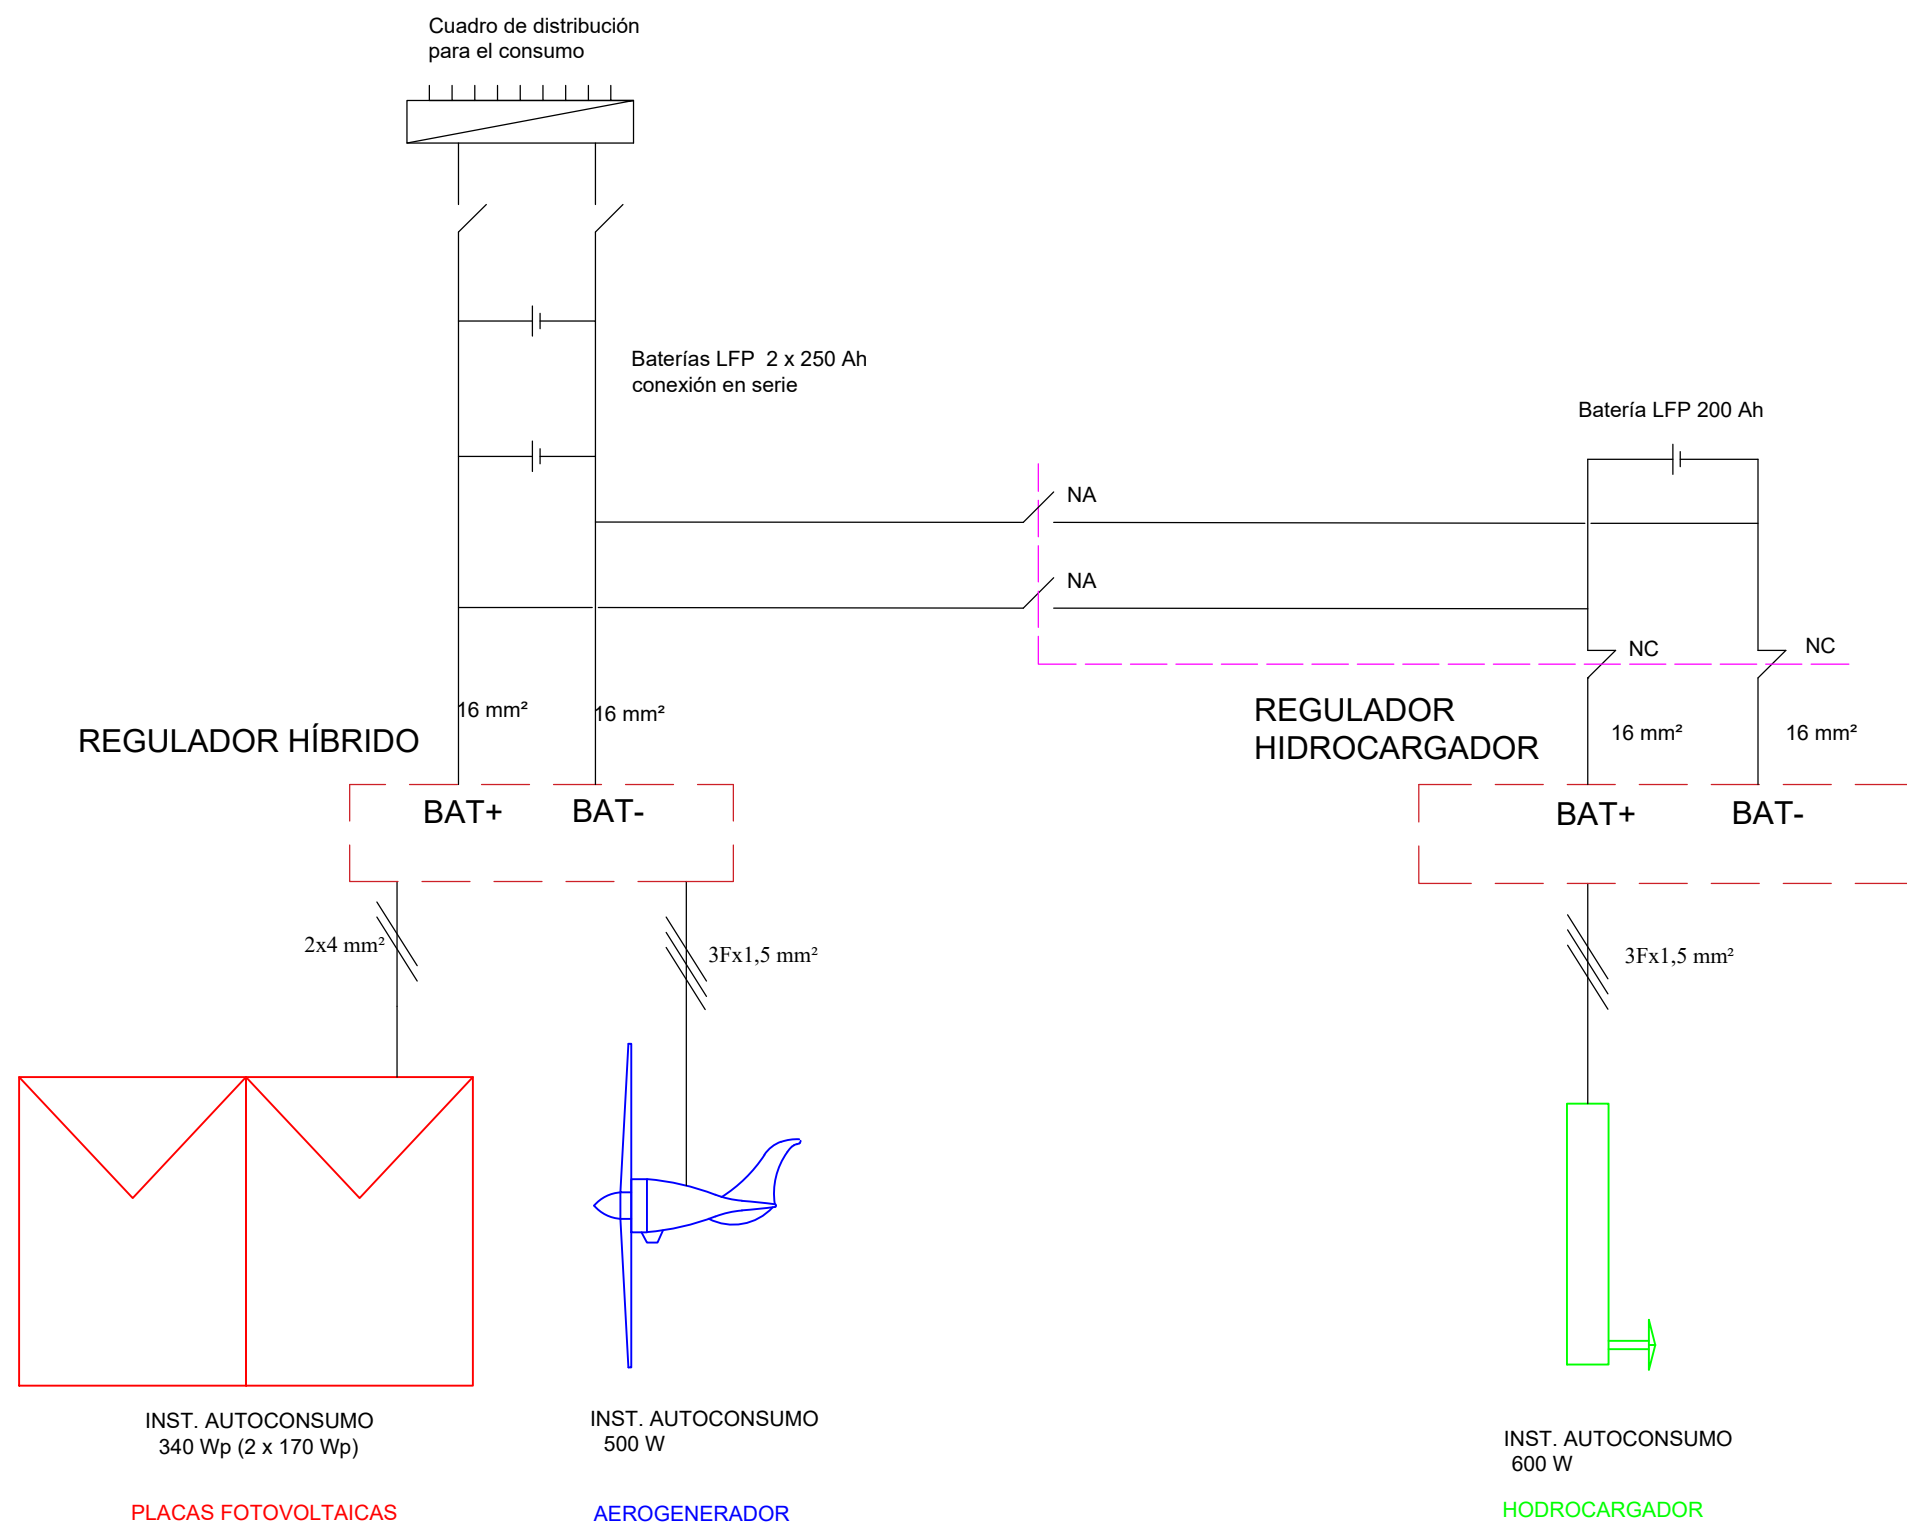 Cuadro de distribución
para el consumo
Baterías LFP 2 x 250 Ah
conexión en serie
Batería LFP 200 Ah
NA
NA
NC
NC
16 mm²
16 mm²
REGULADOR HÍBRIDO
REGULADOR
HIDROCARGADOR
16 mm²
16 mm²
BAT+
BAT-
BAT+
BAT-
2x4 mm²
3Fx1,5 mm²
3Fx1,5 mm²
INST. AUTOCONSUMO
340 Wp (2 x 170 Wp)
INST. AUTOCONSUMO
500 W
INST. AUTOCONSUMO
600 W
PLACAS FOTOVOLTAICAS
AEROGENERADOR
HODROCARGADOR